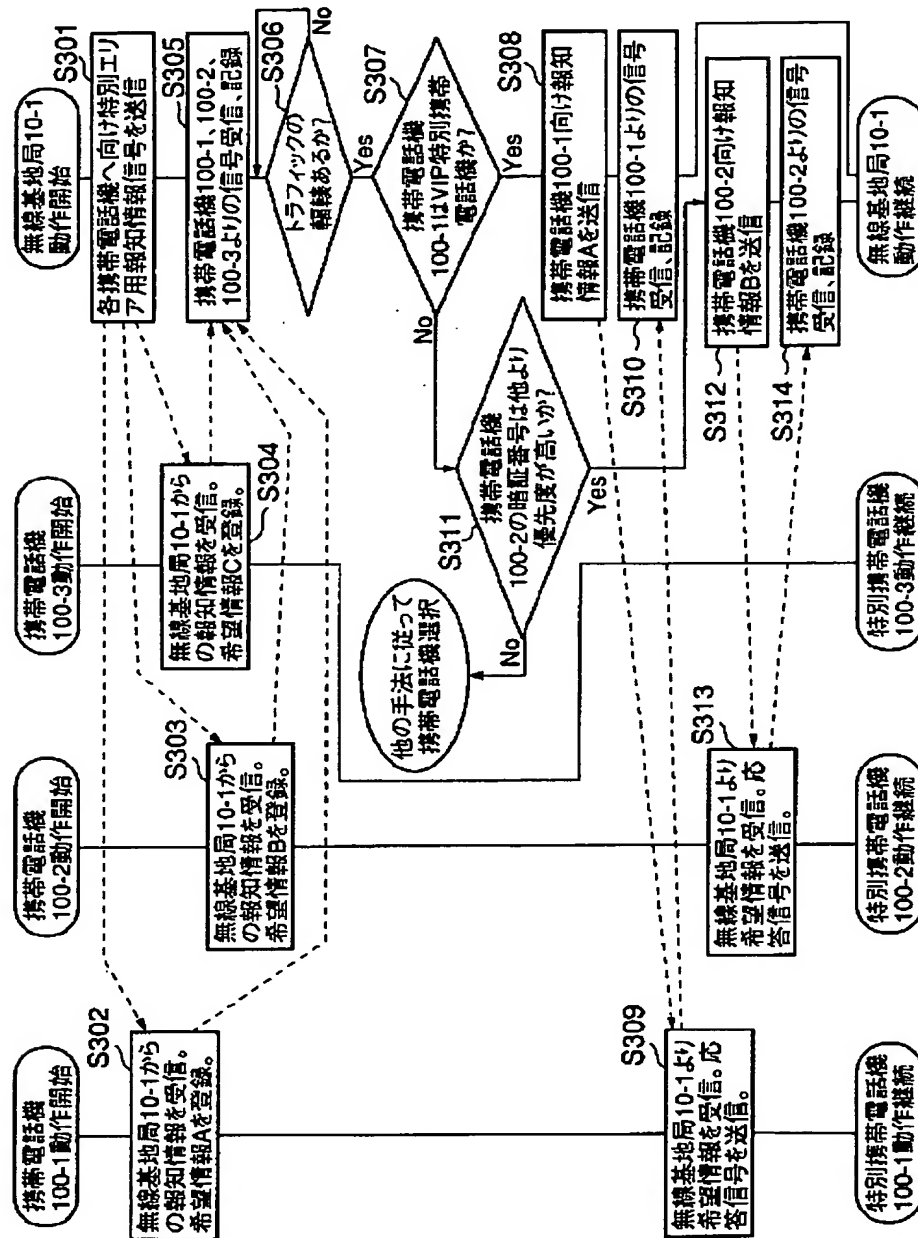 携帯電話機
100-1動作開始
携帯電話機
100-2動作開始
携帯電話機
100-3動作開始
無線基地局10-1
動作開始
S301
各携帯電話機へ向け特別エリ
ア用報知情報信号を送信
S302
無線基地局10-1から
の報知情報を受信。
希望情報Aを登録。
S303
無線基地局10-1から
の報知情報を受信。
希望情報Bを登録。
S304
無線基地局10-1から
の報知情報を受信。
希望情報Cを登録。
S305
携帯電話機100-1、100-2、
100-3よりの信号受信、記録
S306
トラフィックの
輻輳あるか?
No
Yes
S307
携帯電話機
100-1はVIP特別携帯
電話機か?
No
Yes
S308
携帯電話機100-1向け報知
情報Aを送信
S309
無線基地局10-1より
希望情報を受信。応
答信号を送信。
S310
携帯電話機100-1よりの信号
受信、記録
S311
携帯電話機
100-2の暗証番号は他より
優先度が高いか?
No
Yes
他の手法に従って
携帯電話機選択
S312
携帯電話機100-2向け報知
情報Bを送信
S313
無線基地局10-1より
希望情報を受信。応
答信号を送信。
S314
携帯電話機100-2よりの信号
受信、記録
特別携帯電話機
100-1動作継続
特別携帯電話機
100-2動作継続
特別携帯電話機
100-3動作継続
無線基地局10-1
動作継続